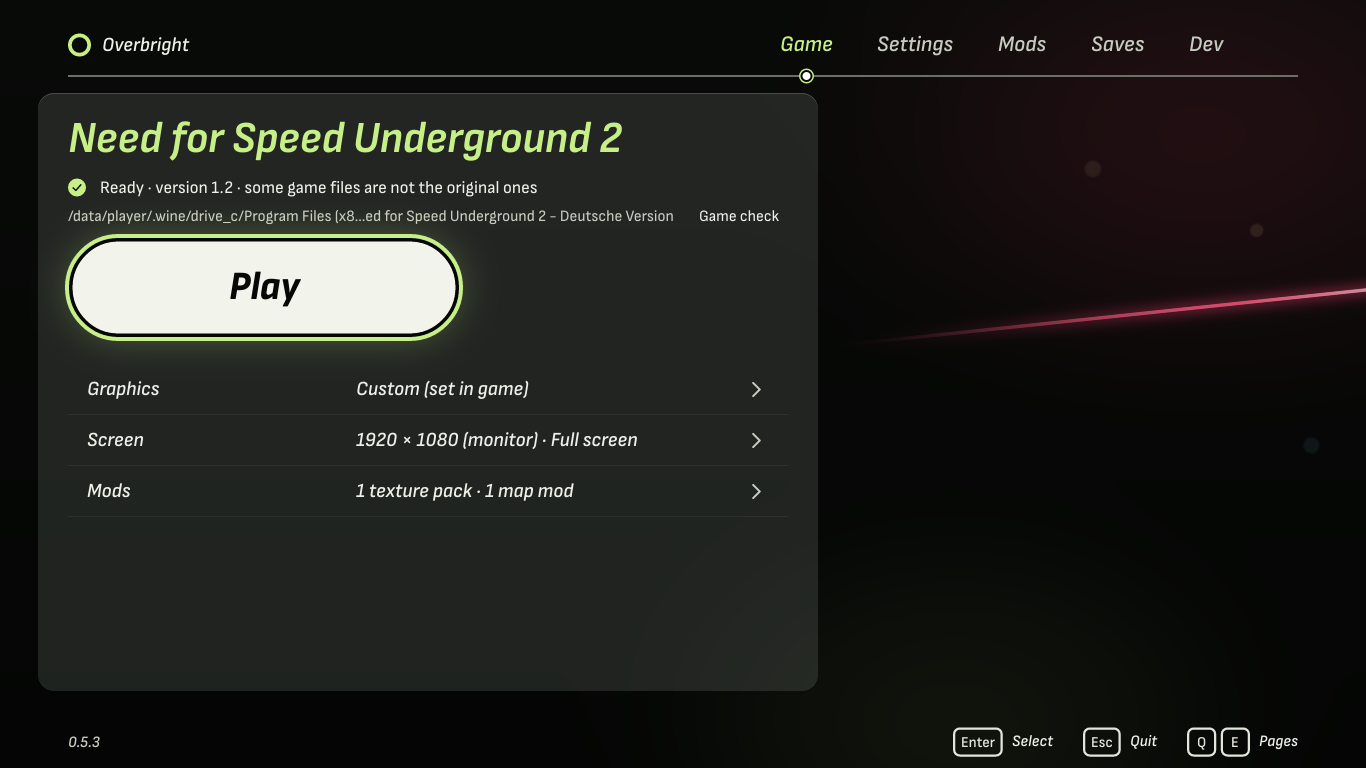 Overbright
Game Settings Mods Saves Dev
Need for Speed Underground 2
Ready · version 1.2 · some game files are not the original ones
/data/player/.wine/drive_c/Program Files (x8...ed for Speed Underground 2 - Deutsche Version Game check
Play
Graphics Custom (set in game)
Screen 1920 × 1080 (monitor) · Full screen
Mods 1 texture pack · 1 map mod
0.5.3 Enter Select Esc Quit Q E Pages